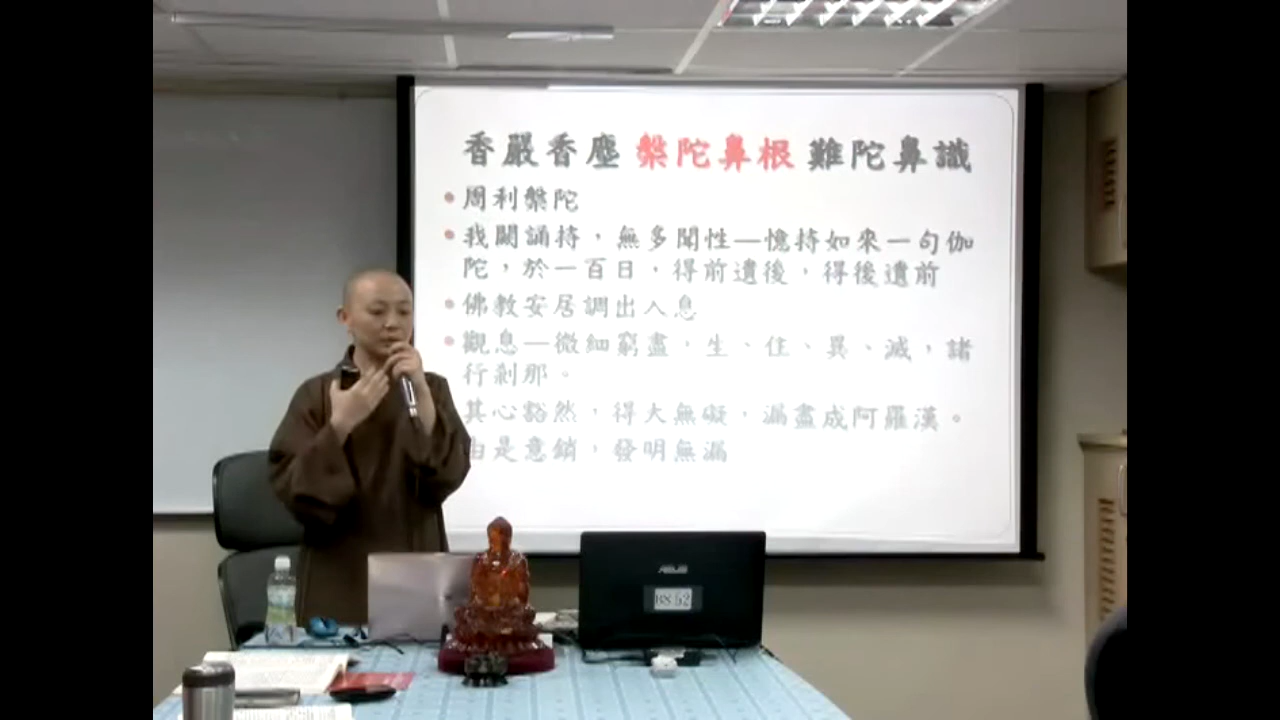 香嚴香塵 槃陀鼻根 難陀鼻識
周利槃陀
我闕誦持，無多聞性—憶持如來一句伽
陀，於一百日，得前遺後，得後遺前
佛教安居調出入息
觀息—微細窮盡，生、住、異、滅，諸
行剎那。
其心豁然，得大無礙，漏盡成阿羅漢。
由是意銷，發明無漏
ASUS
BS 52